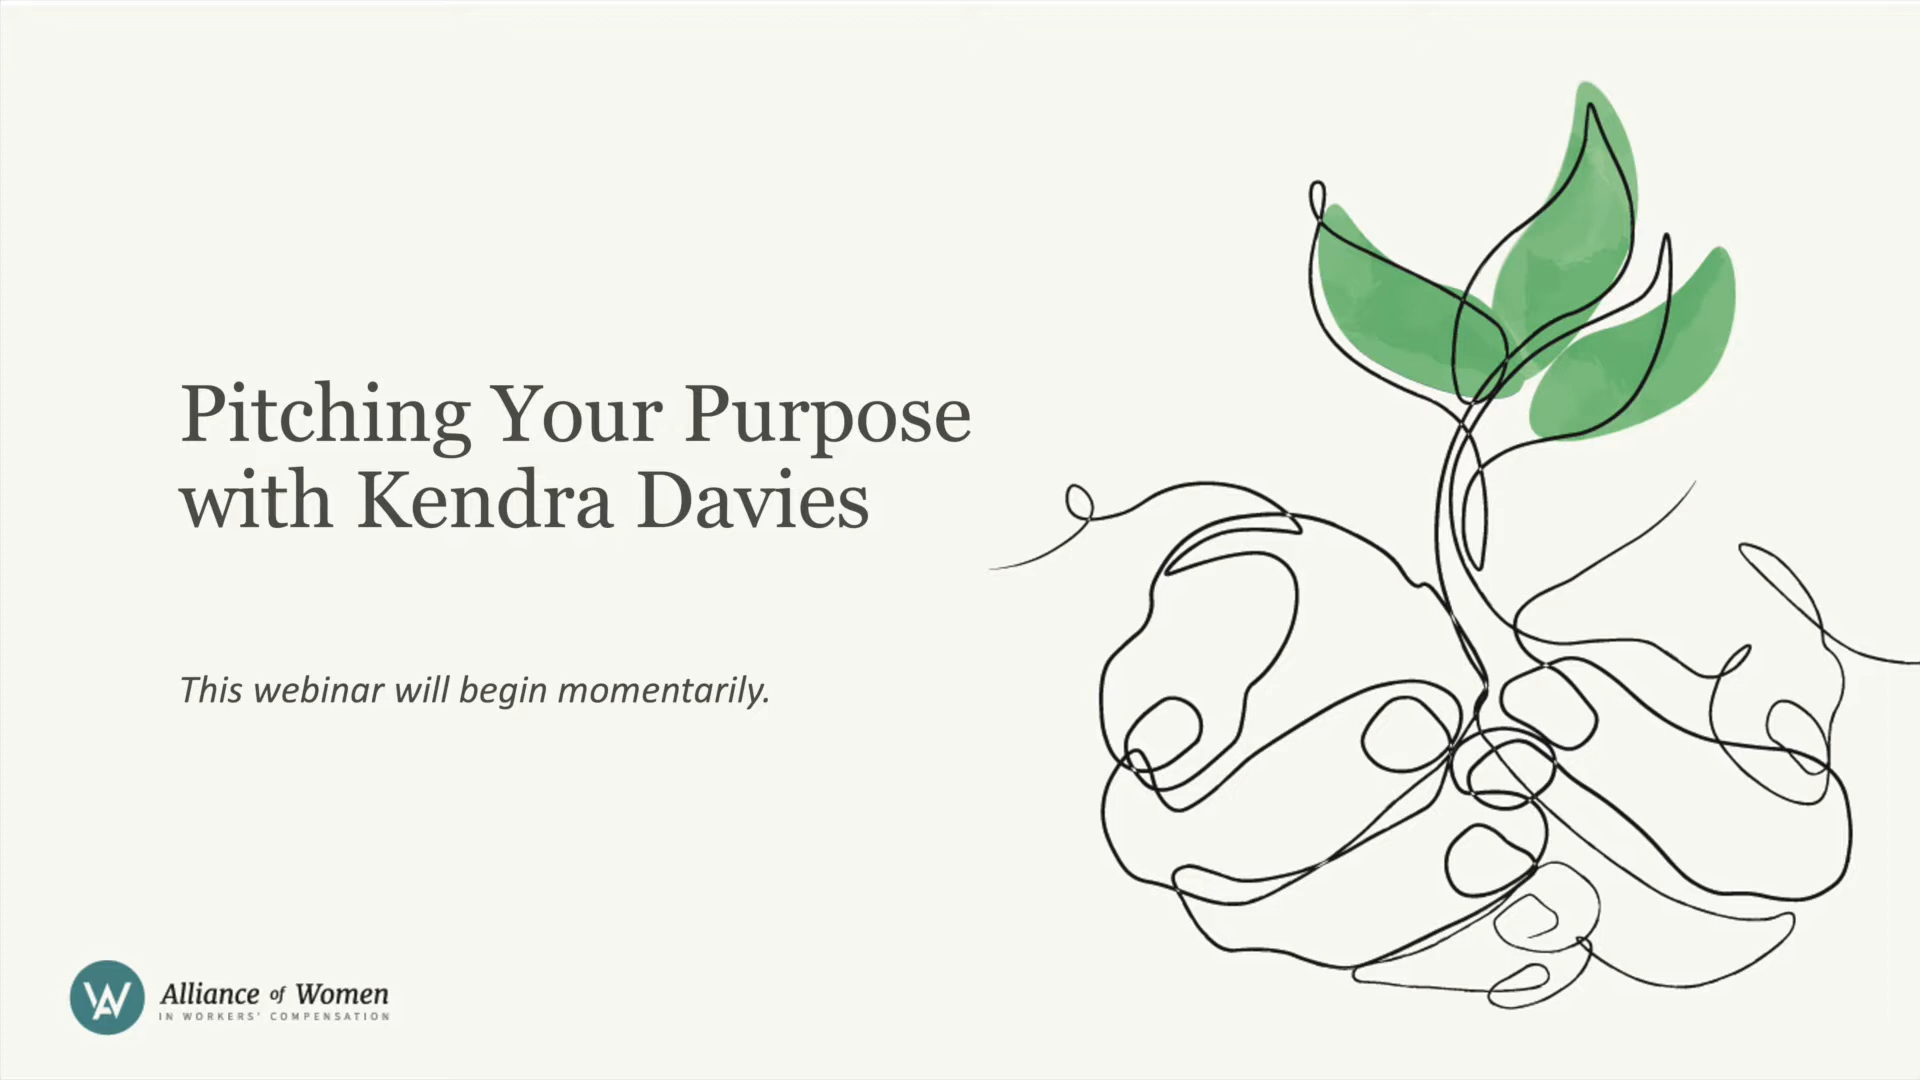 Pitching Your Purpose
with Kendra Davies
This webinar will begin momentarily.
Alliance of Women
IN WORKERS' COMPENSATION